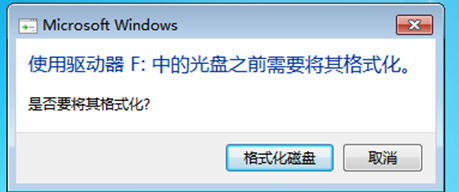 Microsoft Windows
使用驱动器 F: 中的光盘之前需要将其格式化。
是否要将其格式化?
格式化磁盘
取消